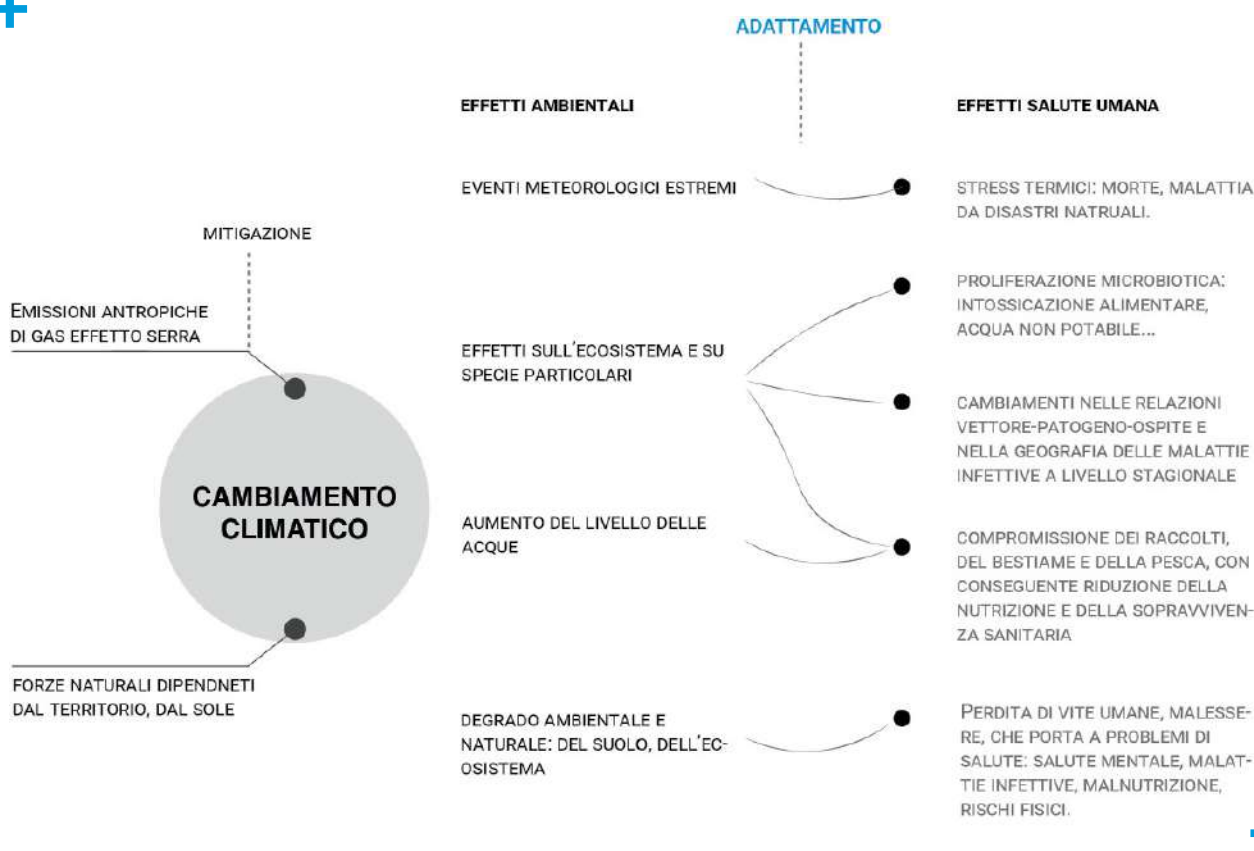 ADATTAMENTO
EFFETTI AMBIENTALI
EFFETTI SALUTE UMANA
MITIGAZIONE
EMISSIONI ANTROPICHE
DI GAS EFFETTO SERRA
CAMBIAMENTO
CLIMATICO
FORZE NATURALI DIPENDNETI
DAL TERRITORIO, DAL SOLE
EVENTI METEOROLOGICI ESTREMI
EFFETTI SULL'ECOSISTEMA E SU
SPECIE PARTICOLARI
AUMENTO DEL LIVELLO DELLE
ACQUE
DEGRADO AMBIENTALE E
NATURALE: DEL SUOLO, DELL'EC-
OSISTEMA
STRESS TERMICI: MORTE, MALATTIA
DA DISASTRI NATRUALI.
PROLIFERAZIONE MICROBIOTICA:
INTOSSICAZIONE ALIMENTARE,
ACQUA NON POTABILE...
CAMBIAMENTI NELLE RELAZIONI
VETTORE-PATOGENO-OSPITE E
NELLA GEOGRAFIA DELLE MALATTIE
INFETTIVE A LIVELLO STAGIONALE
COMPROMISSIONE DEI RACCOLTI,
DEL BESTIAME E DELLA PESCA, CON
CONSEGUENTE RIDUZIONE DELLA
NUTRIZIONE E DELLA SOPRAVVIVEN-
ZA SANITARIA
PERDITA DI VITE UMANE, MALESSE-
RE, CHE PORTA A PROBLEMI DI
SALUTE: SALUTE MENTALE, MALAT-
TIE INFETTIVE, MALNUTRIZIONE,
RISCHI FISICI.